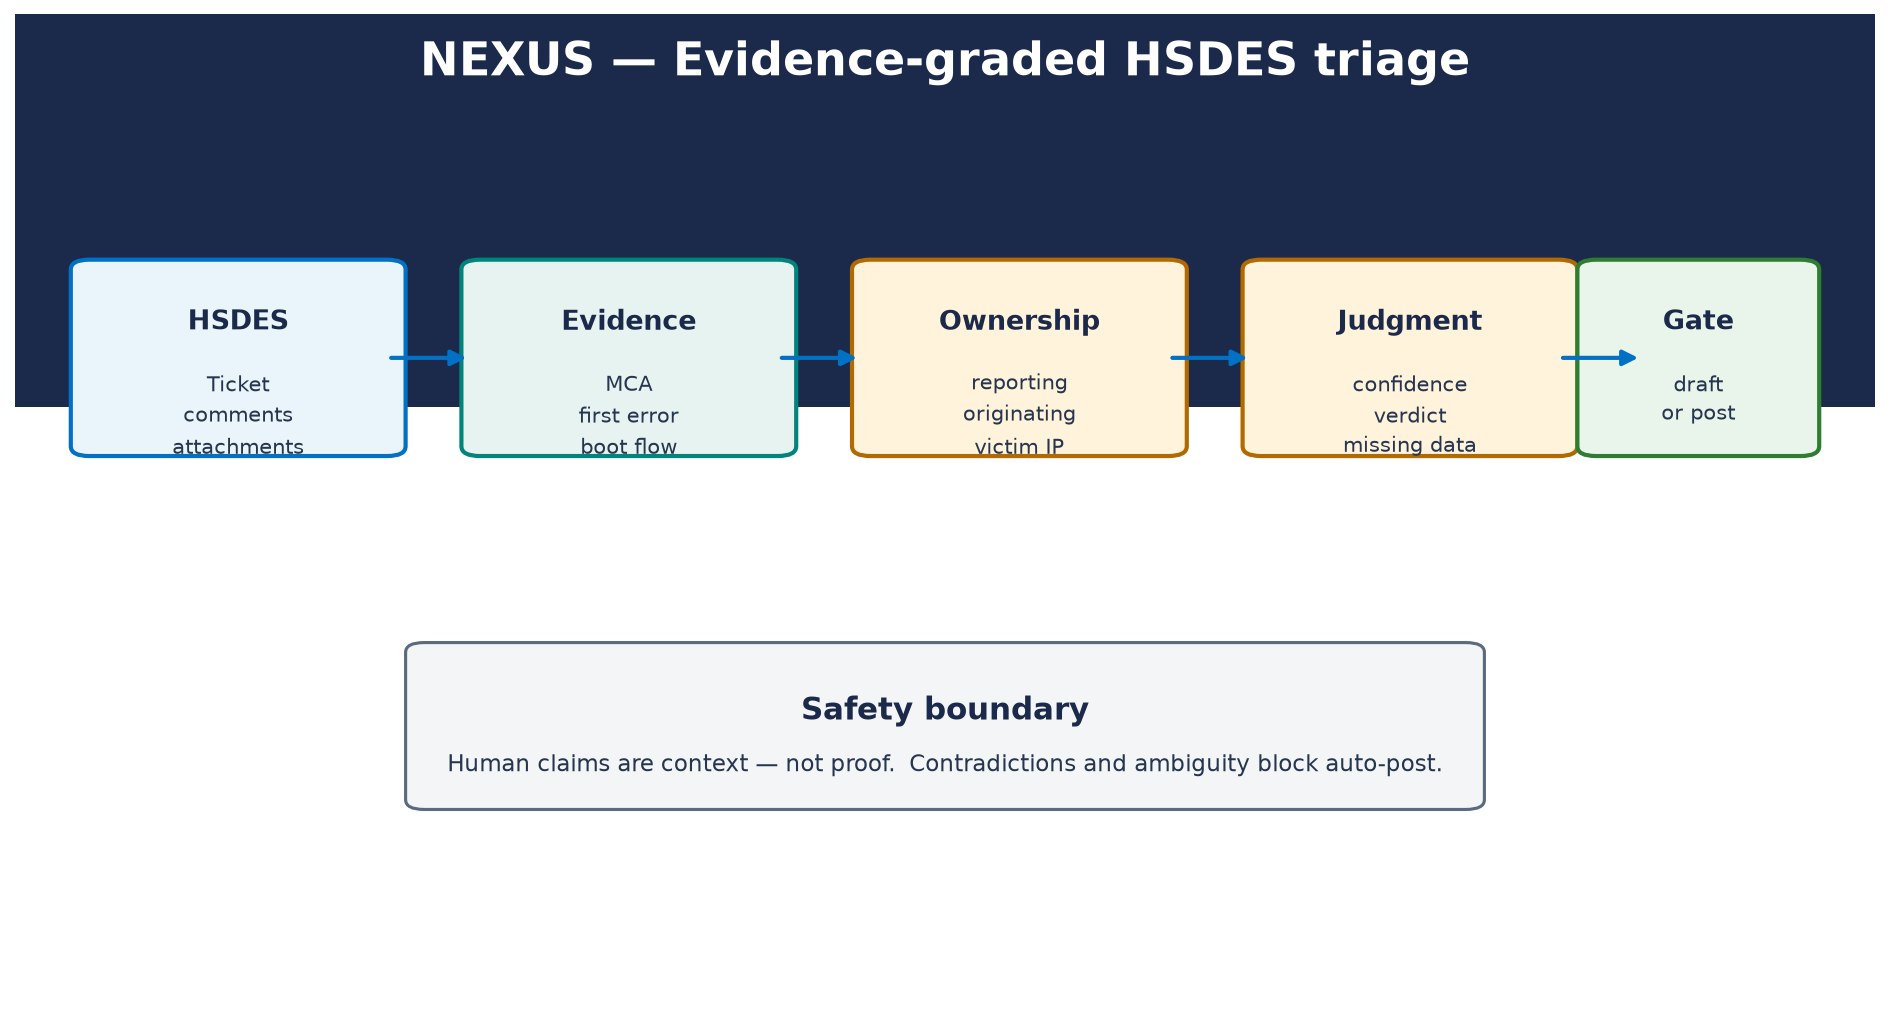 NEXUS — Evidence-graded HSDES triage
HSDES
Ticket
comments
attachments
Evidence
MCA
first error
boot flow
Ownership
reporting
originating
victim IP
Judgment
confidence
verdict
missing data
Gate
draft
or post
Safety boundary
Human claims are context — not proof.  Contradictions and ambiguity block auto-post.